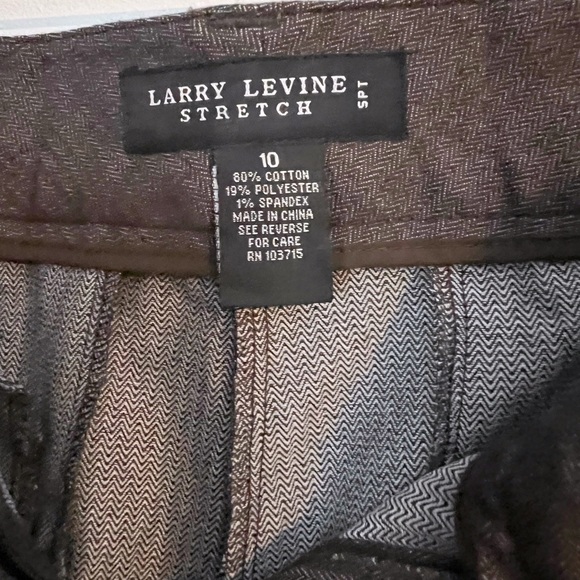 LARRY LEVINE SPT
STRETCH
10
80% COTTON
19% POLYESTER
1% SPANDEX
MADE IN CHINA
SEE REVERSE
FOR CARE
RN 103715